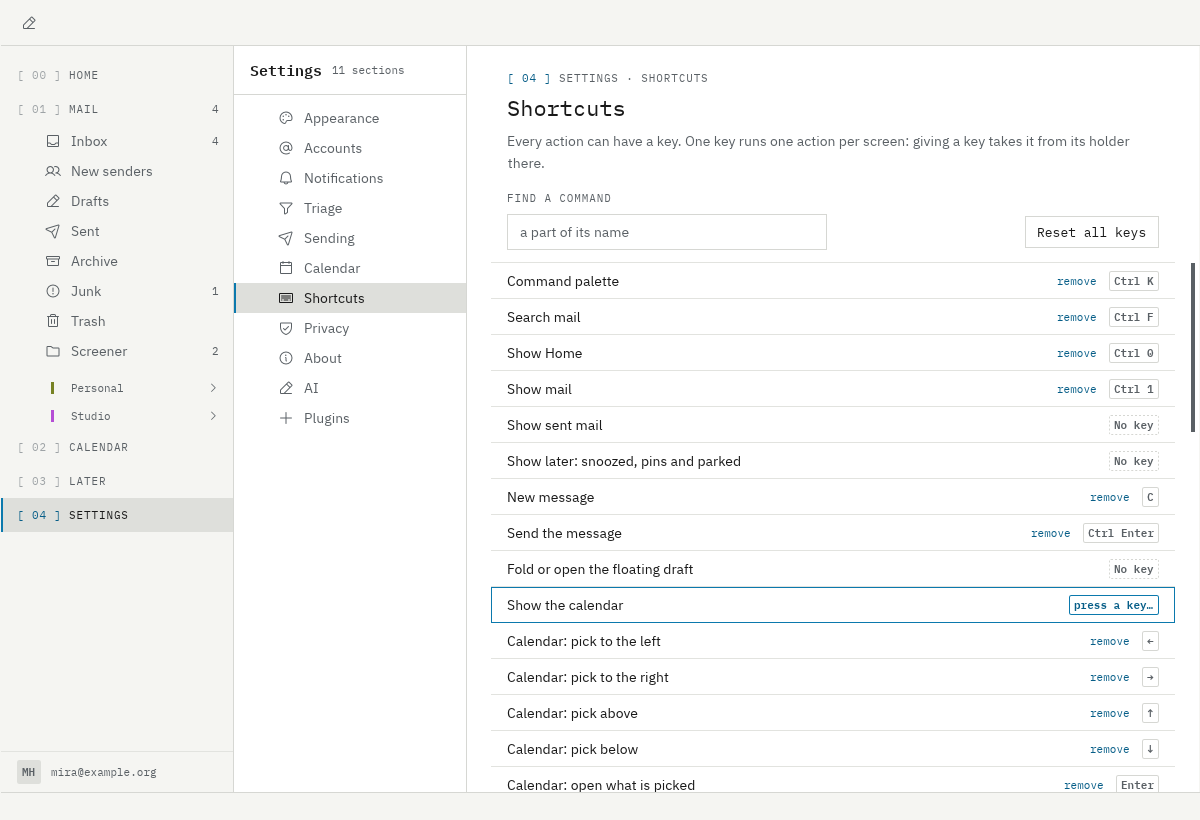 [ 00 ] HOME
[ 01 ] MAIL 4
Inbox 4
New senders
Drafts
Sent
Archive
Junk 1
Trash
Screener 2
Personal
Studio
[ 02 ] CALENDAR
[ 03 ] LATER
[ 04 ] SETTINGS
MH mira@example.org
Settings 11 sections
Appearance
Accounts
Notifications
Triage
Sending
Calendar
Shortcuts
Privacy
About
AI
Plugins
[ 04 ] SETTINGS · SHORTCUTS
Shortcuts
Every action can have a key. One key runs one action per screen: giving a key takes it from its holder
there.
FIND A COMMAND
a part of its name
Reset all keys
Command palette remove Ctrl K
Search mail remove Ctrl F
Show Home remove Ctrl 0
Show mail remove Ctrl 1
Show sent mail No key
Show later: snoozed, pins and parked No key
New message remove C
Send the message remove Ctrl Enter
Fold or open the floating draft No key
Show the calendar press a key…
Calendar: pick to the left remove ←
Calendar: pick to the right remove →
Calendar: pick above remove ↑
Calendar: pick below remove ↓
Calendar: open what is picked remove Enter